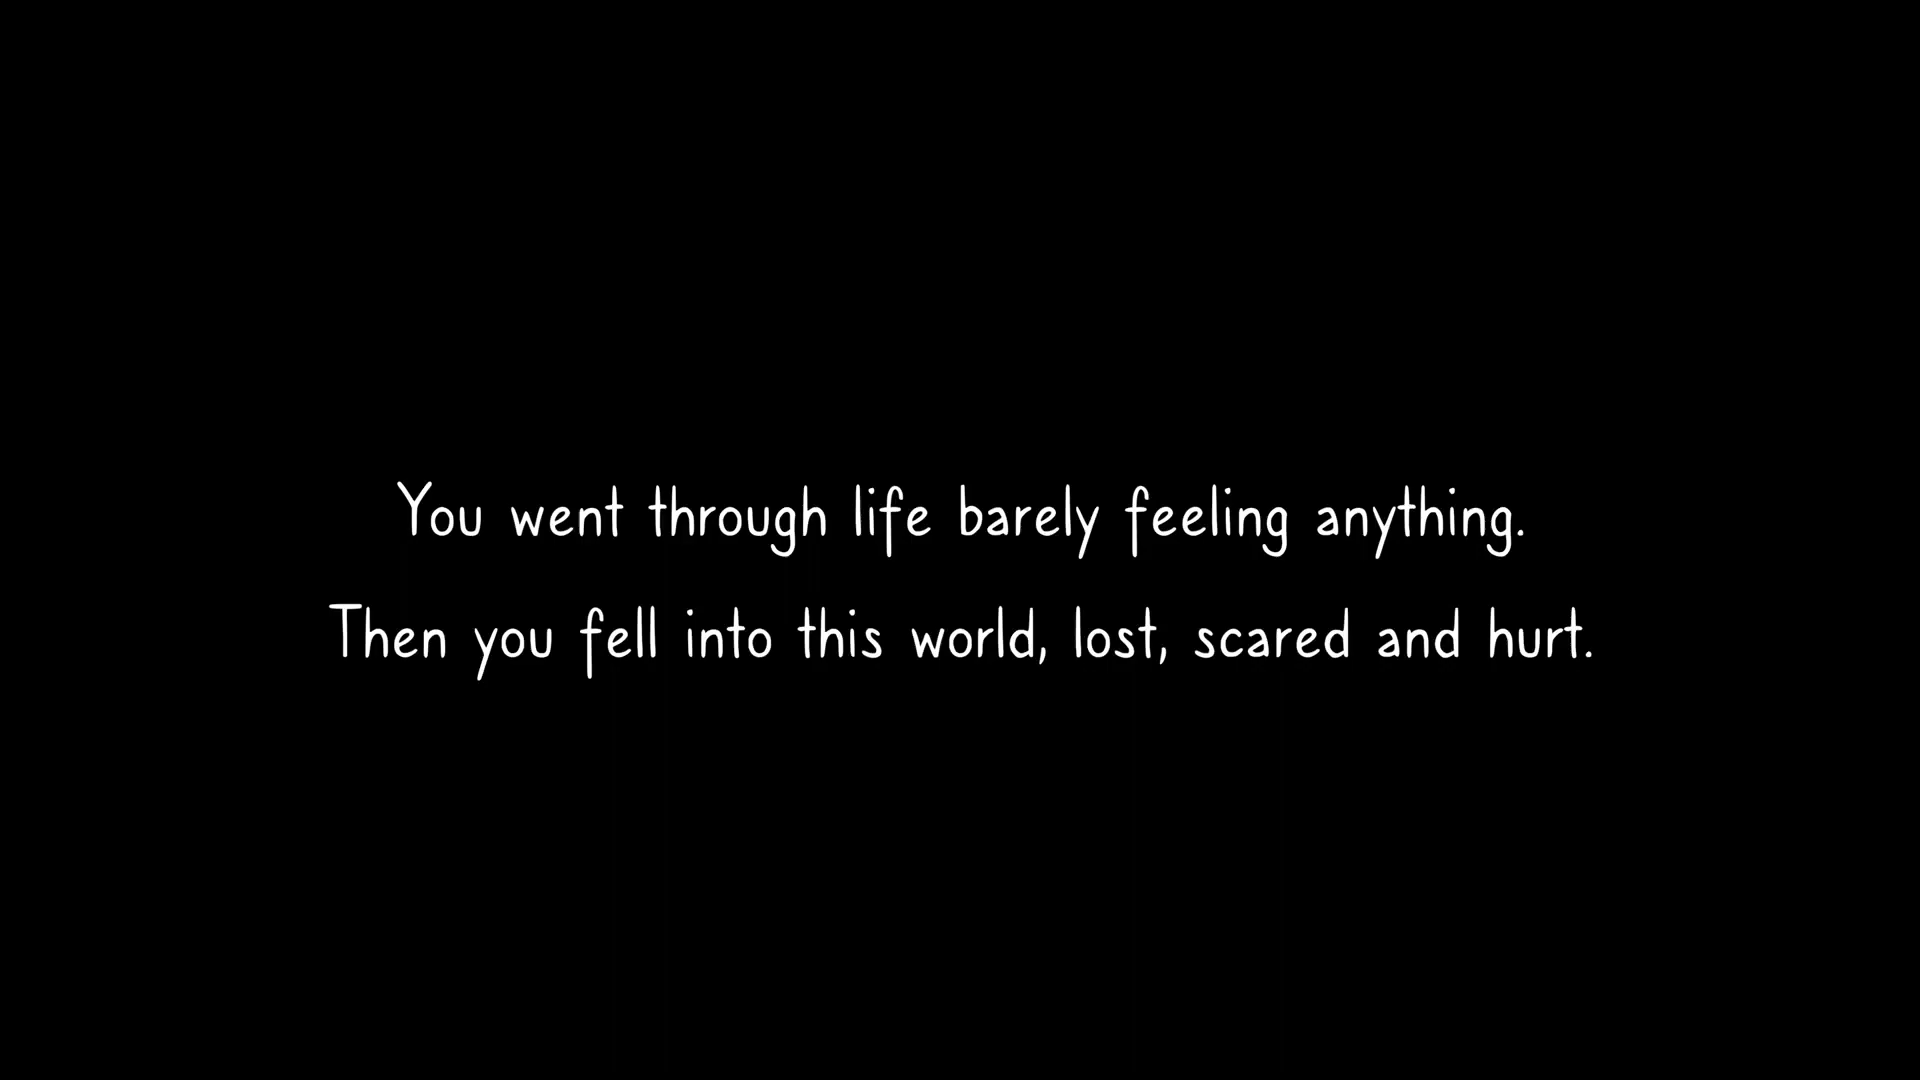 You went through life barely feeling anything.
Then you fell into this world, lost, scared and hurt.